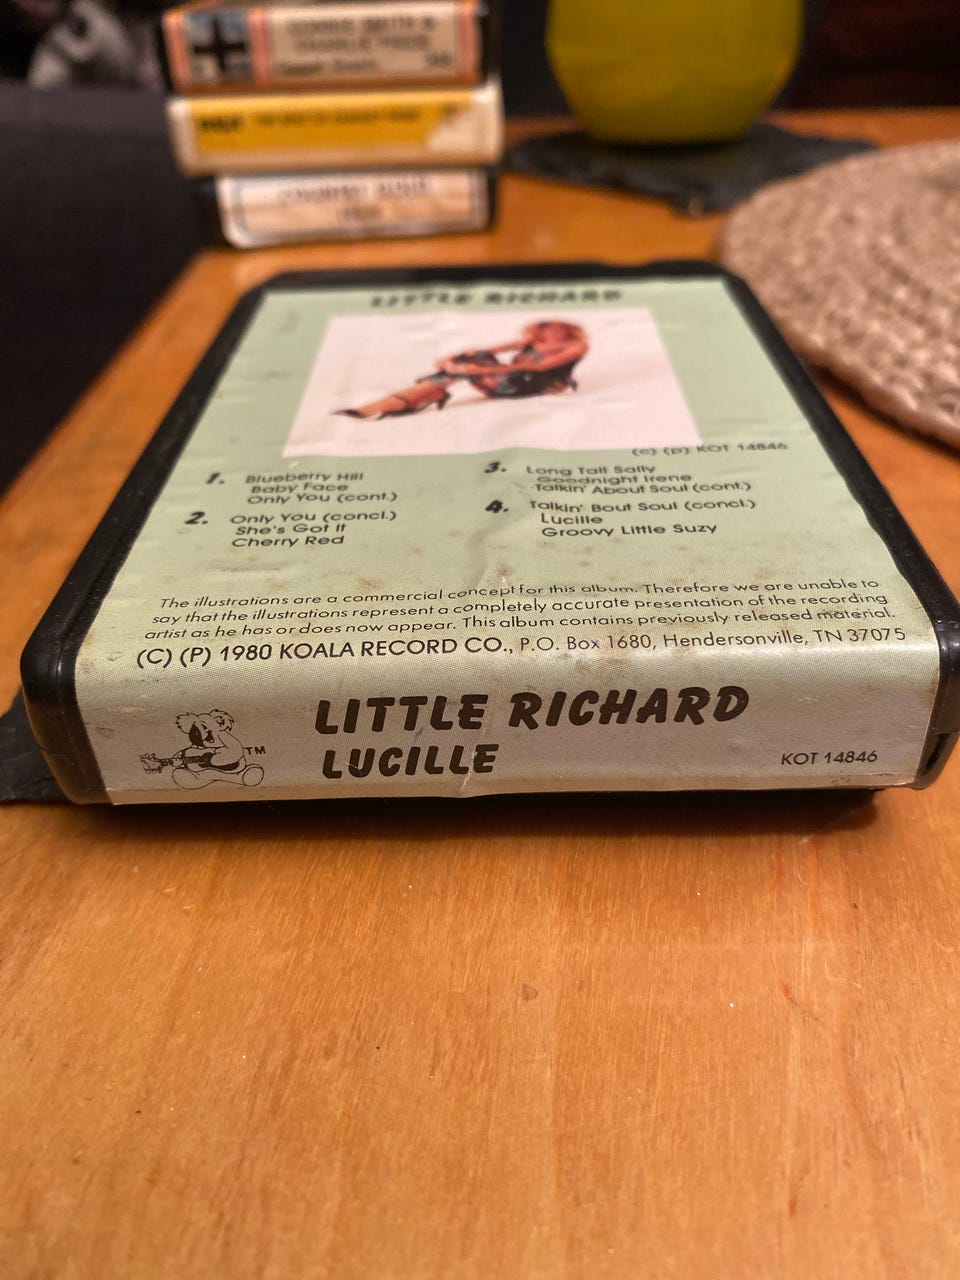 COUNTRY GOLD
LITTLE RICHARD
(c) (p) KOT 14846
1. Blueberry Hill
Baby Face
Only You (cont.)
2. Only You (concl.)
She's Got It
Cherry Red
3. Long Tall Sally
Goodnight Irene
Talkin' About Soul (cont.)
4. Talkin' Bout Soul (concl.)
Lucille
Groovy Little Suzy
The illustrations are a commercial concept for this album. Therefore we are unable to
say that the illustrations represent a completely accurate presentation of the recording
artist as he has or does now appear. This album contains previously released material.
(C) (P) 1980 KOALA RECORD CO., P.O. Box 1680, Hendersonville, TN 37075
TM
LITTLE RICHARD
LUCILLE
KOT 14846